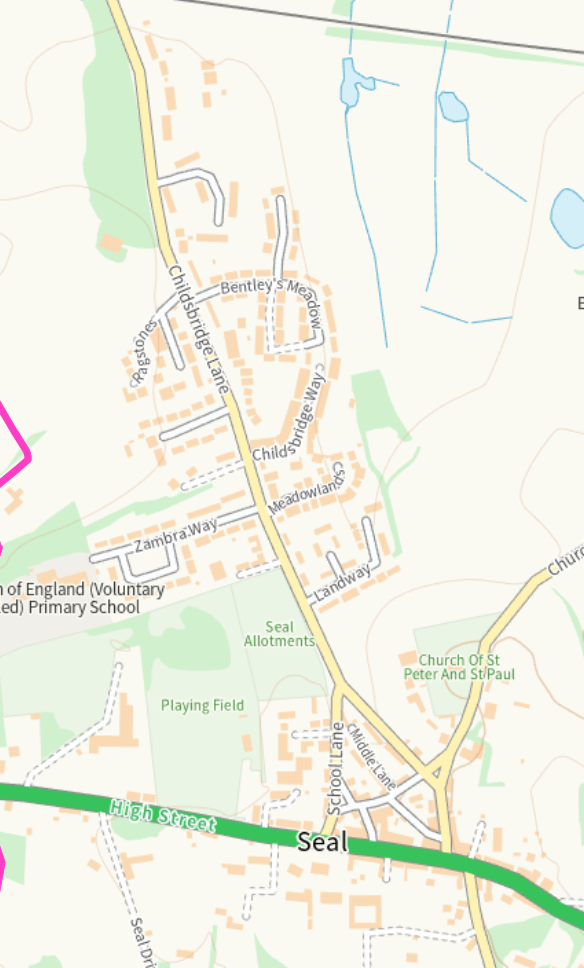 Bentley's Meadow
Childsbridge Lane
Pagstones
Childsbridge Way
Meadowlands
Zambra Way
n of England (Voluntary
ed) Primary School
Landway
Churc
Seal
Allotments
Church Of St
Peter And St Paul
Playing Field
School Lane
Middle Lane
High Street
Seal
Seal Dri
E